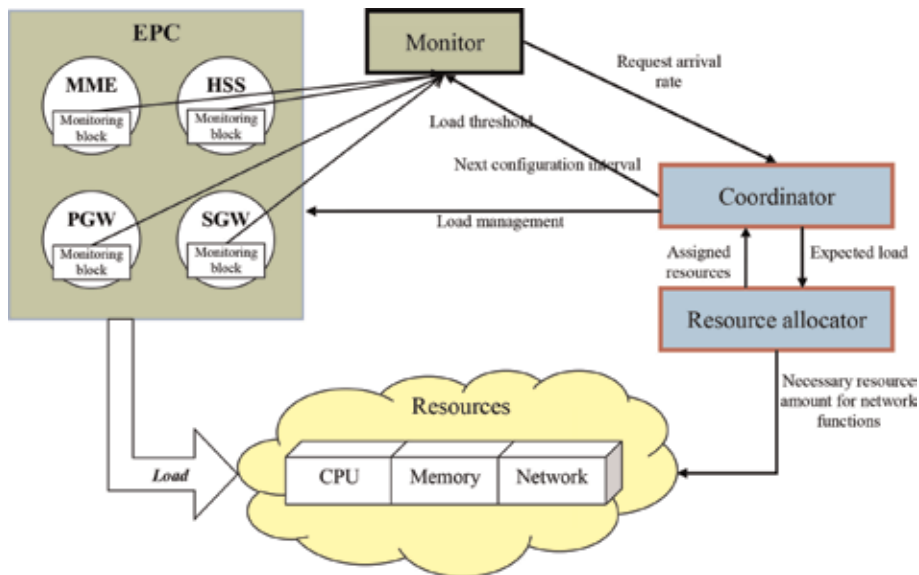 EPC
MME
Monitoring
block
HSS
Monitoring
block
PGW
Monitoring
block
SGW
Monitoring
block
Monitor
Request arrival
rate
Load threshold
Next configuration interval
Load management
Coordinator
Assigned
resources
Expected load
Resource allocator
Necessary resources
amount for network
functions
Load
Resources
CPU
Memory
Network